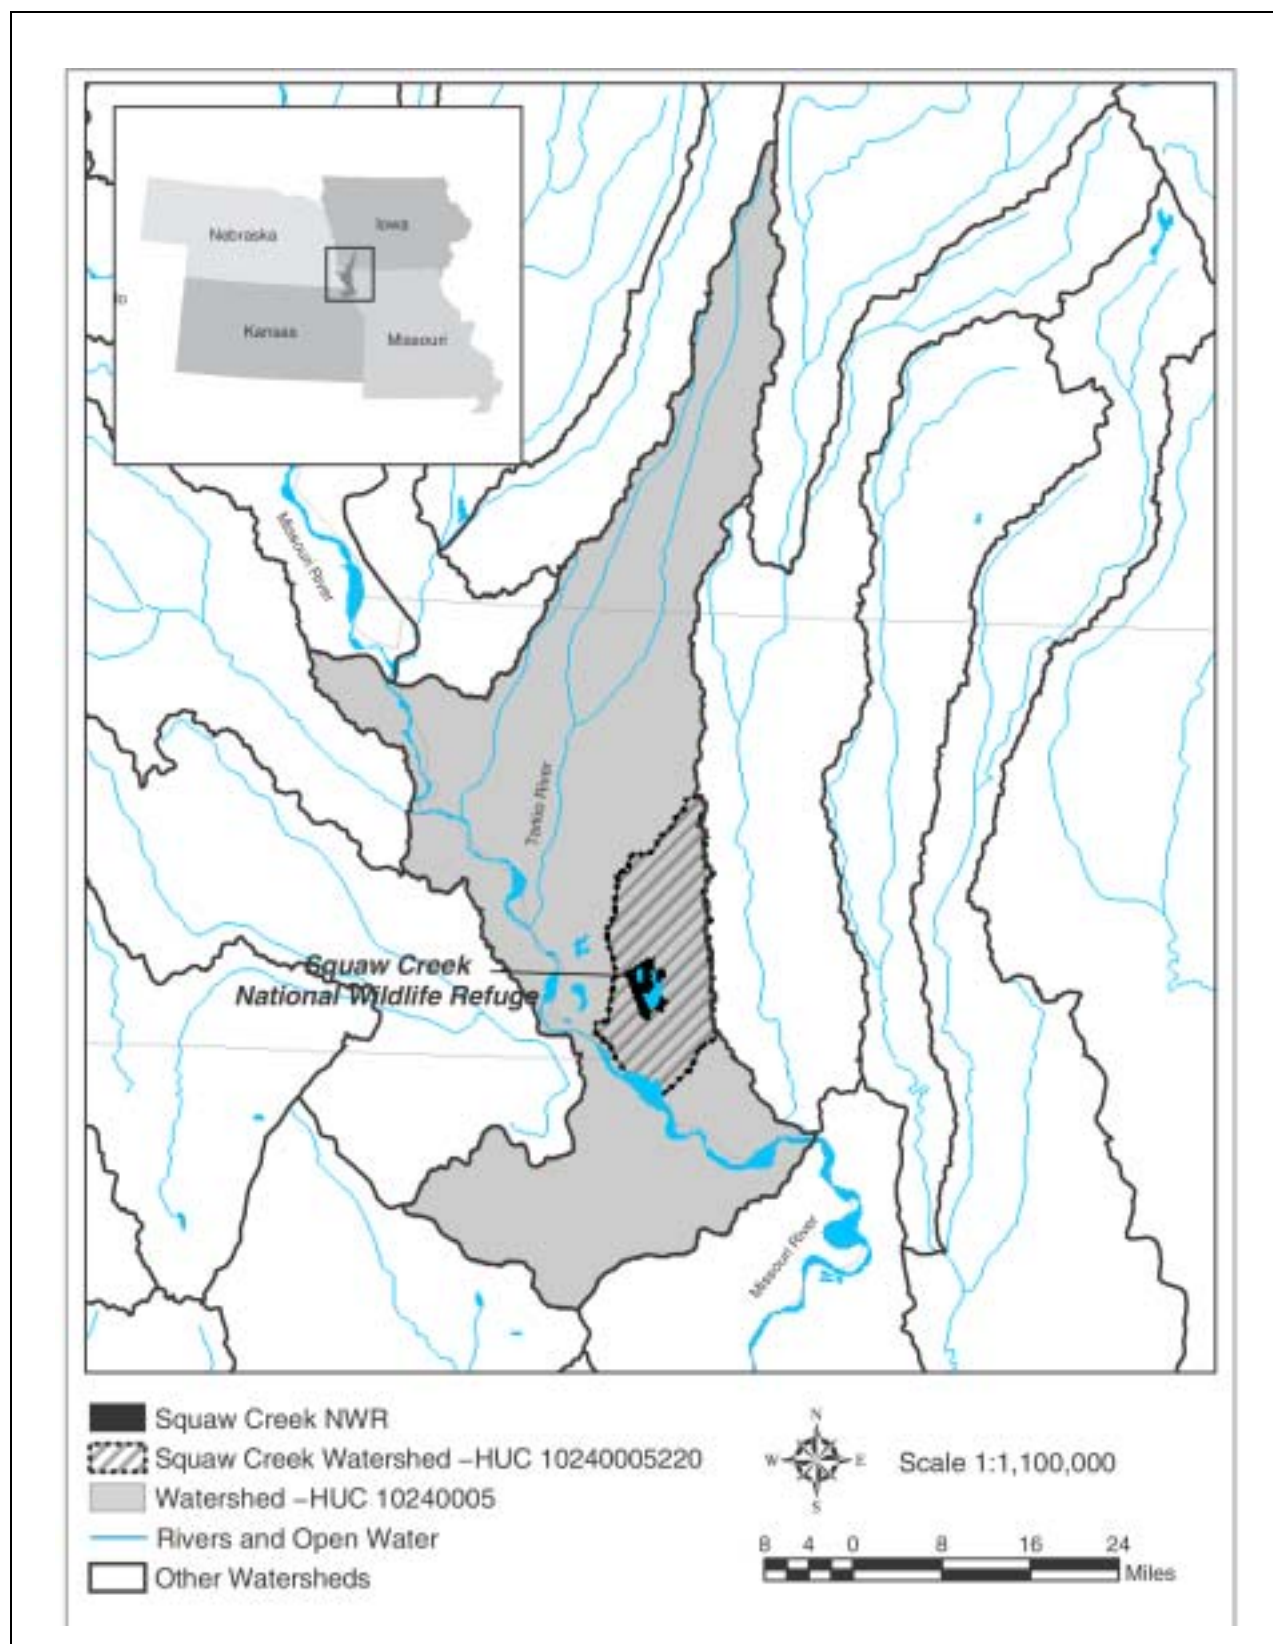 Nebraska
Iowa
Kansas
Missouri
Missouri River
Tarkio River
Squaw Creek
National Wildlife Refuge
Missouri River
Squaw Creek NWR
Squaw Creek Watershed –HUC 10240005220
Watershed –HUC 10240005
Rivers and Open Water
Other Watersheds
N
W E
S
Scale 1:1,100,000
8 4 0 8 16 24
Miles